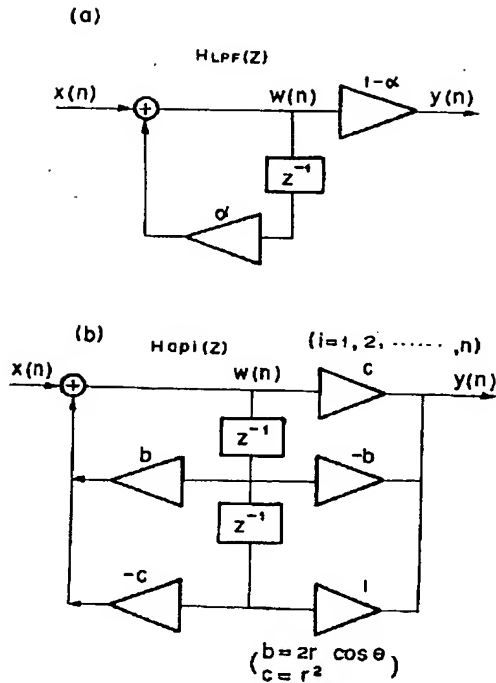 (a)
HLPF(Z)
x(n) + w(n) 1-α y(n)
z⁻¹
α
(b)
Hapi(z) (i=1, 2, ······ ,n)
x(n) + w(n) c y(n)
z⁻¹
b -b
z⁻¹
-c 1
(b=2r cosθ
c=r²)